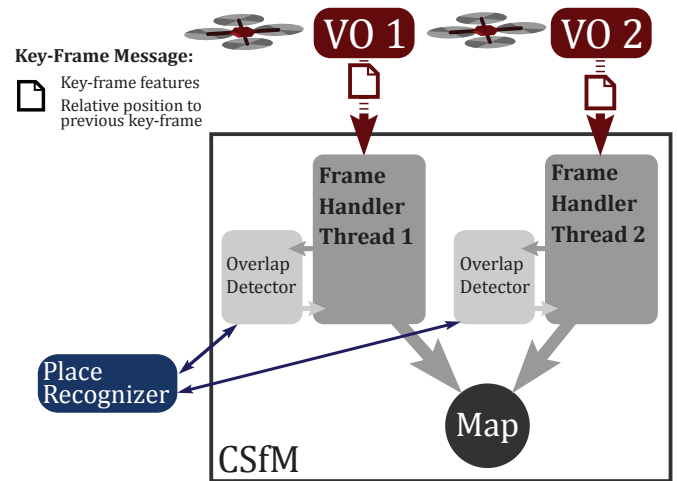 VO 1
VO 2
Key-Frame Message:
Key-frame features
Relative position to
previous key-frame
Frame
Handler
Thread 1
Frame
Handler
Thread 2
Overlap
Detector
Overlap
Detector
Place
Recognizer
Map
CSfM